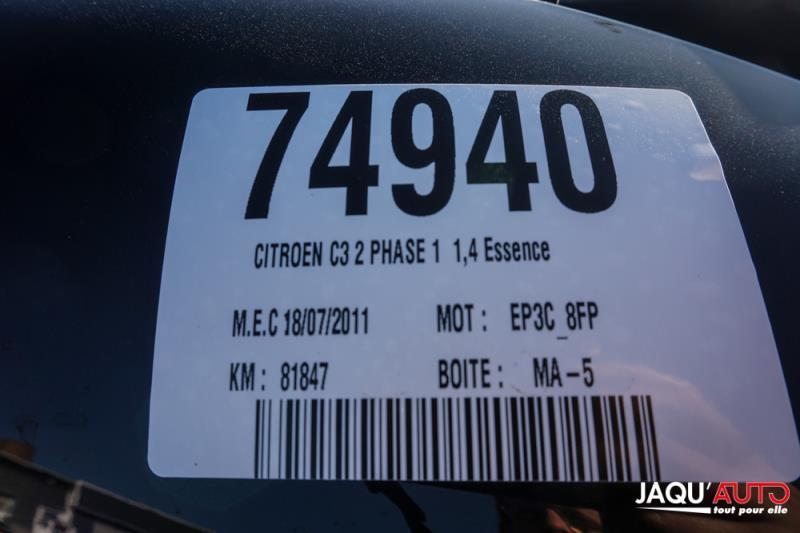 74940
CITROEN C3 2 PHASE 1 1,4 Essence
M.E.C 18/07/2011 MOT : EP3C_8FP
KM : 81847 BOITE : MA-5
JAQU'AUTO
tout pour elle